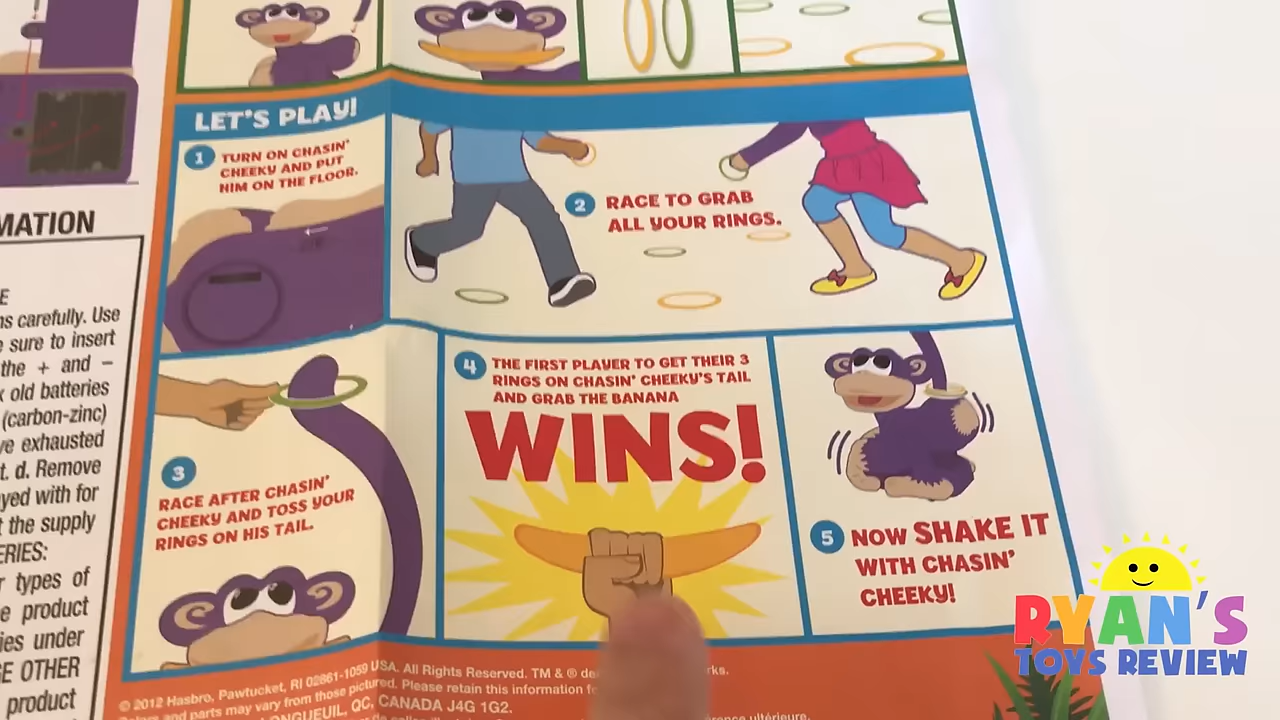 MATION
E
ns carefully. Use
sure to insert
the + and –
old batteries
(carbon-zinc)
ve exhausted
t. d. Remove
ayed with for
t the supply
ERIES:
r types of
e product
ies under
GE OTHER
product
LET'S PLAY!
1 TURN ON CHASIN'
CHEEKY AND PUT
HIM ON THE FLOOR.
2 RACE TO GRAB
ALL YOUR RINGS.
3
RACE AFTER CHASIN'
CHEEKY AND TOSS YOUR
RINGS ON HIS TAIL.
4 THE FIRST PLAYER TO GET THEIR 3
RINGS ON CHASIN' CHEEKY'S TAIL
AND GRAB THE BANANA
WINS!
5 NOW SHAKE IT
WITH CHASIN'
CHEEKY!
© 2012 Hasbro, Pawtucket, RI 02861-1059 USA. All Rights Reserved. TM & ® de rks.
and parts may vary from those pictured. Please retain this information f
LONGUEUIL, QC, CANADA J4G 1G2.
ultérieure.
RYAN'S
TOYS REVIEW